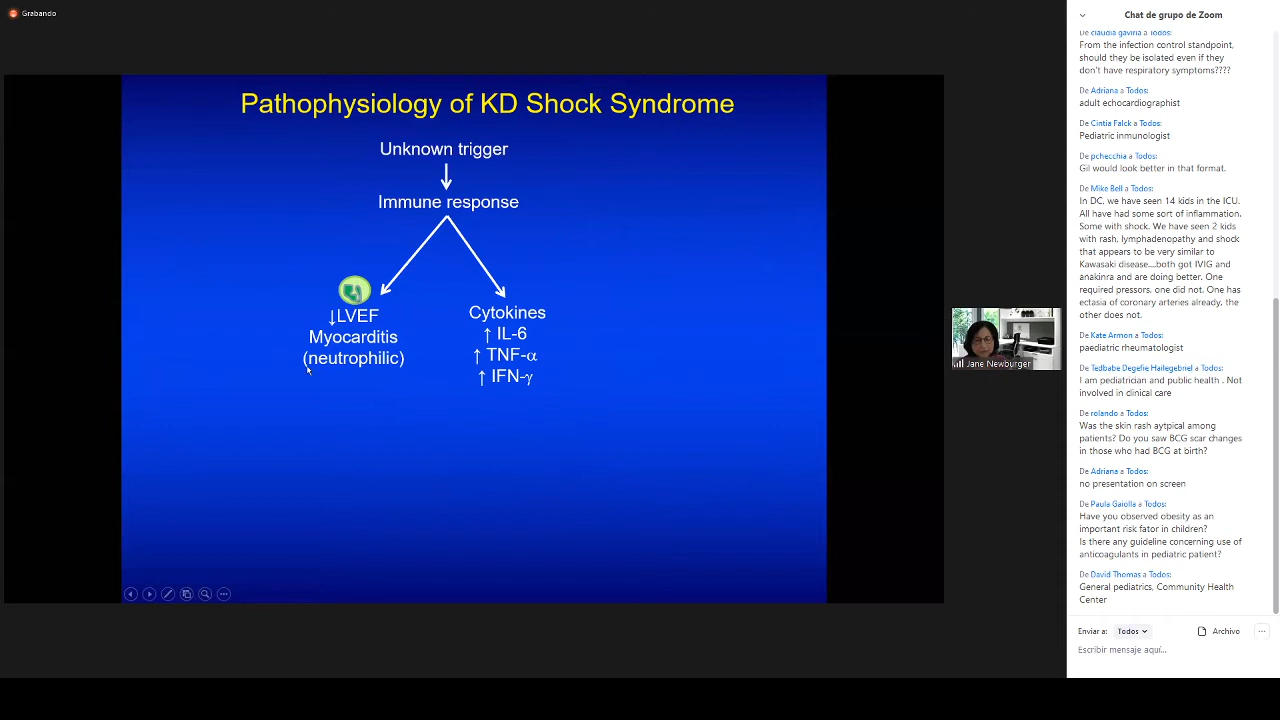 Grabando
Pathophysiology of KD Shock Syndrome
Unknown trigger
Immune response
↓LVEF
Myocarditis
(neutrophilic)
Cytokines
↑ IL-6
↑ TNF-α
↑ IFN-γ
Jane Newburger
Chat de grupo de Zoom
De claudia gaviria a Todos:
From the infection control standpoint,
should they be isolated even if they
don't have respiratory symptoms????
De Adriana a Todos:
adult echocardiographist
De Cintia Falck a Todos:
Pediatric inmunologist
De pchecchia a Todos:
Gil would look better in that format.
De Mike Bell a Todos:
In DC, we have seen 14 kids in the ICU.
All have had some sort of inflammation.
Some with shock. We have seen 2 kids
with rash, lymphadenopathy and shock
that appears to be very similar to
Kawasaki disease....both got IVIG and
anakinra and are doing better. One
required pressors, one did not. One has
ectasia of coronary arteries already, the
other does not.
De Kate Armon a Todos:
paediatric rheumatologist
De Tedbabe Degefie Hailegebriel a Todos:
I am pediatrician and public health . Not
involved in clinical care
De rolando a Todos:
Was the skin rash aytpical among
patients? Do you saw BCG scar changes
in those who had BCG at birth?
De Adriana a Todos:
no presentation on screen
De Paula Gaiolla a Todos:
Have you observed obesity as an
important risk fator in children?
Is there any guideline concerning use of
anticoagulants in pediatric patient?
De David Thomas a Todos:
General pediatrics, Community Health
Center
Enviar a: Todos
Archivo
Escribir mensaje aquí...